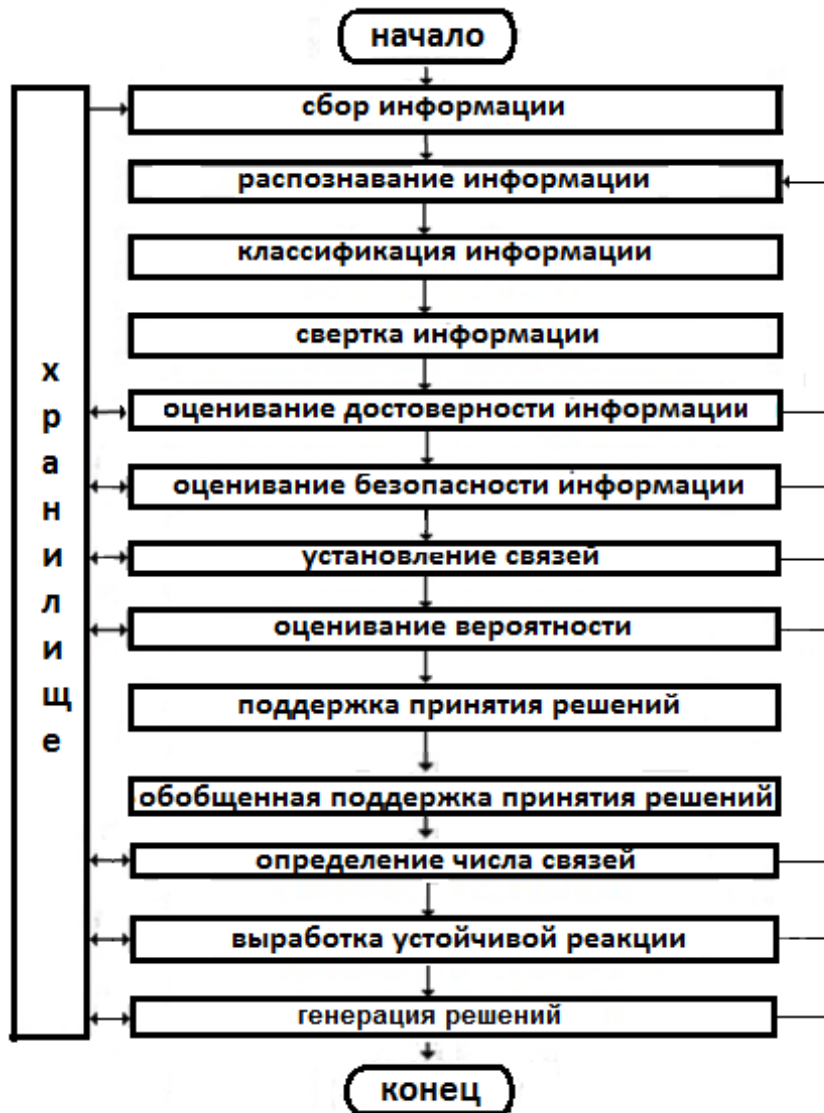 начало
сбор информации
распознавание информации
классификация информации
свертка информации
оценивание достоверности информации
оценивание безопасности информации
установление связей
оценивание вероятности
поддержка принятия решений
обобщенная поддержка принятия решений
определение числа связей
выработка устойчивой реакции
генерация решений
конец
хранилище